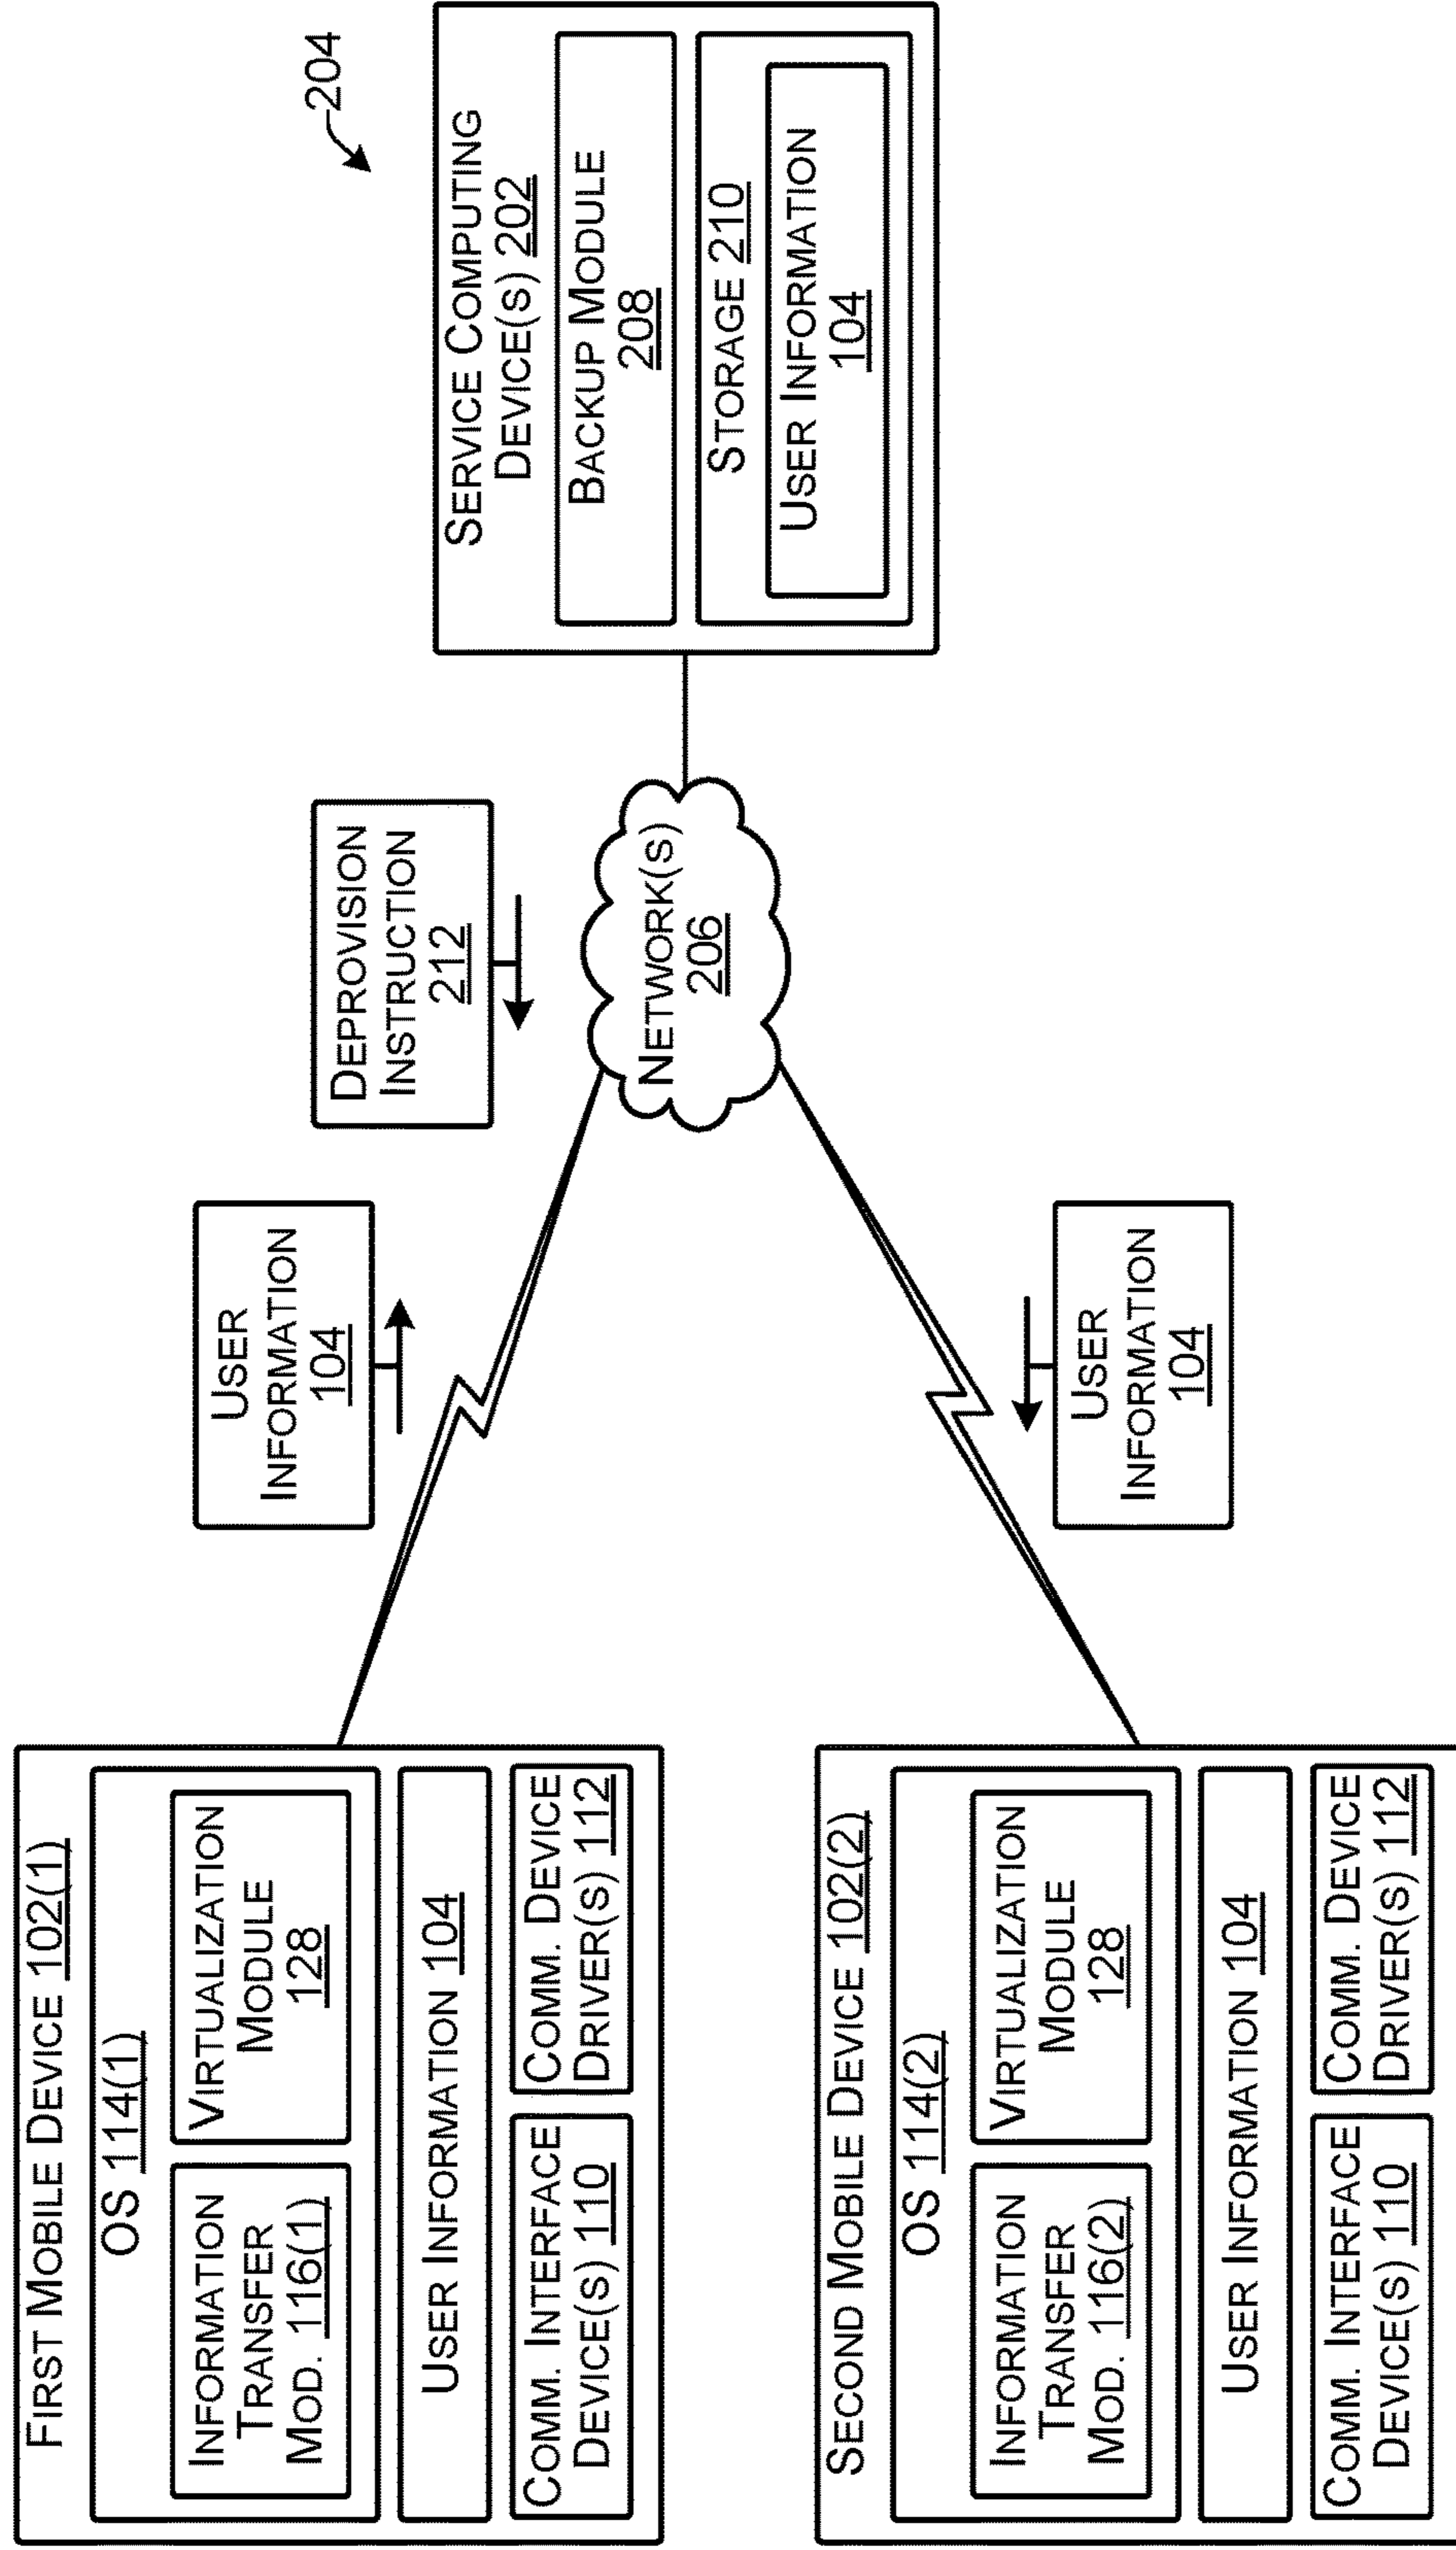 FIRST MOBILE DEVICE 102(1)
OS 114(1)
INFORMATION
TRANSFER
MOD. 116(1)
VIRTUALIZATION
MODULE
128
USER INFORMATION 104
COMM. INTERFACE
DEVICE(S) 110
COMM. DEVICE
DRIVER(S) 112
USER
INFORMATION
104
DEPROVISION
INSTRUCTION
212
204
SERVICE COMPUTING
DEVICE(S) 202
BACKUP MODULE
208
STORAGE 210
USER INFORMATION
104
NETWORK(S)
206
SECOND MOBILE DEVICE 102(2)
OS 114(2)
INFORMATION
TRANSFER
MOD. 116(2)
VIRTUALIZATION
MODULE
128
USER INFORMATION 104
COMM. INTERFACE
DEVICE(S) 110
COMM. DEVICE
DRIVER(S) 112
USER
INFORMATION
104